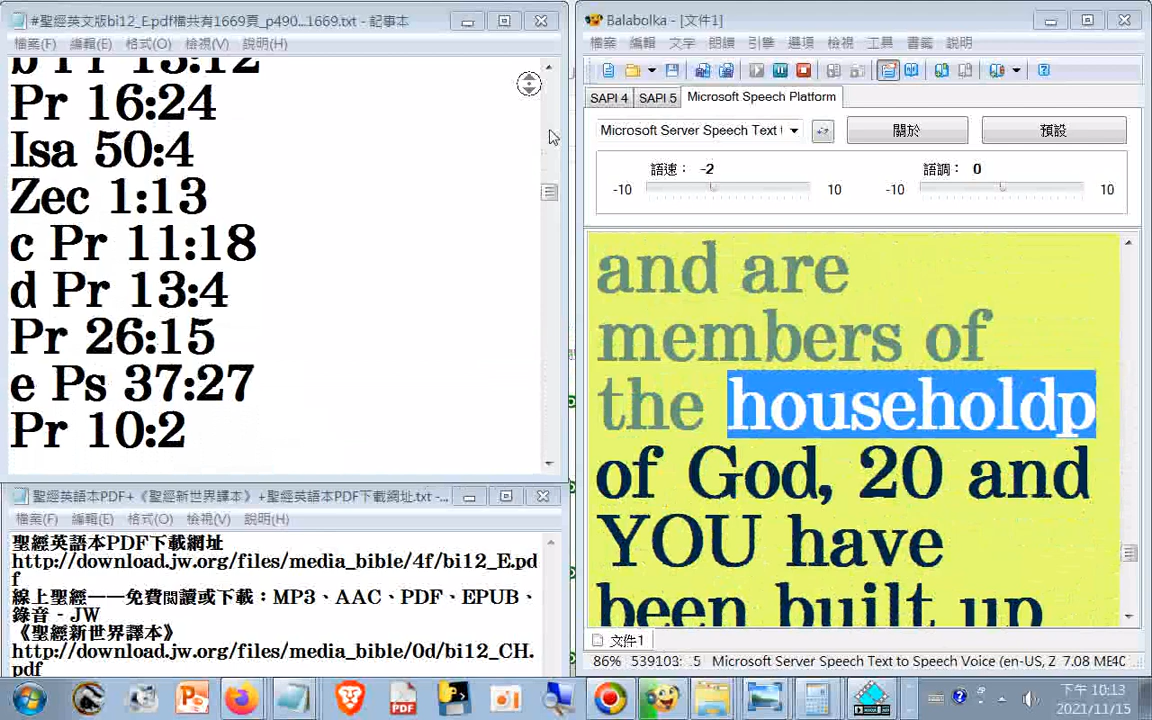 #聖經英文版bi12_Epdf橫共有1669頁_p490...1669.txt - 記事本
檔案(F) 編輯(E) 格式(O) 檢視(V) 說明(H)
b Pr 15:12
Pr 16:24
Isa 50:4
Zec 1:13
c Pr 11:18
d Pr 13:4
Pr 26:15
e Ps 37:27
Pr 10:2
聖經英語本PDF+《聖經新世界譯本》+聖經英語本PDF下載網址.txt -...
檔案(F) 編輯(E) 格式(O) 檢視(V) 說明(H)
聖經英語本PDF下載網址
http://download.jw.org/files/media_bible/4f/bi12_E.pd
f
線上聖經——免費閱讀或下載：MP3、AAC、PDF、EPUB、
錄音 - JW
《聖經新世界譯本》
http://download.jw.org/files/media_bible/0d/bi12_CH.
pdf
Balabolka - [文件1]
檔案 編輯 文字 朗讀 引擎 選項 檢視 工具 書籤 說明
SAPI 4 SAPI 5 Microsoft Speech Platform
Microsoft Server Speech Text 關於 預設
語速： -2 語調： 0
-10 10 -10 10
and are
members of
the householdp
of God, 20 and
YOU have
been built up
文件1
86% 539103: 5 Microsoft Server Speech Text to Speech Voice (en-US, Z 7.08 ME40
PDF
下午 10:13
2021/11/15